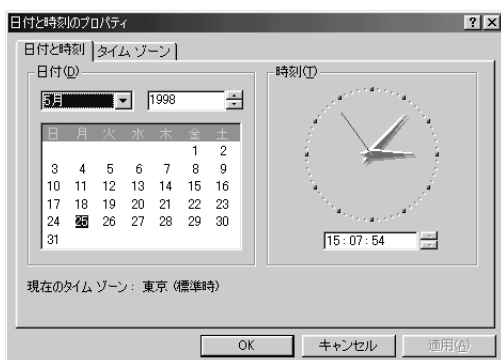 日付と時刻のプロパティ
日付と時刻 タイム ゾーン
日付(D)
5月 1998
日 月 火 水 木 金 土
1 2
3 4 5 6 7 8 9
10 11 12 13 14 15 16
17 18 19 20 21 22 23
24 25 26 27 28 29 30
31
時刻(T)
15:07:54
現在のタイム ゾーン: 東京 (標準時)
OK キャンセル 適用(A)